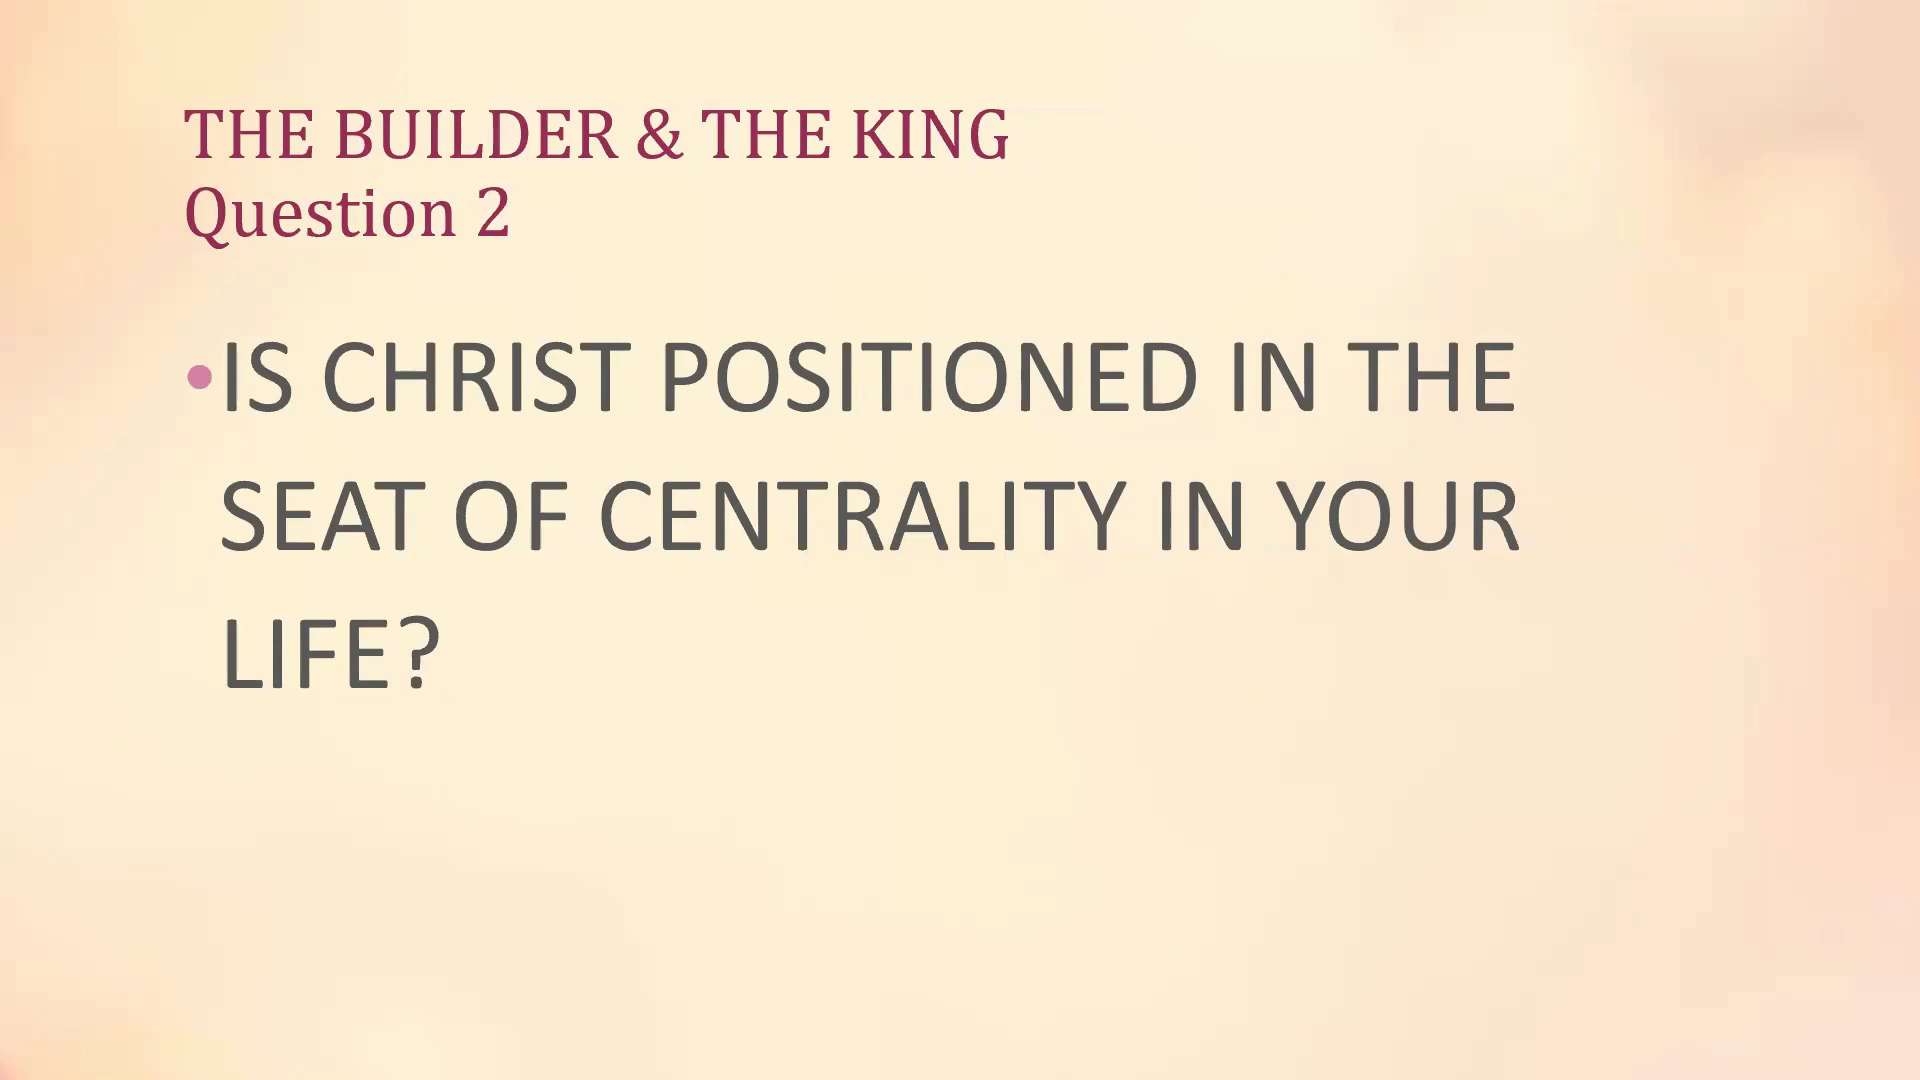 THE BUILDER & THE KING
Question 2
•IS CHRIST POSITIONED IN THE
SEAT OF CENTRALITY IN YOUR
LIFE?